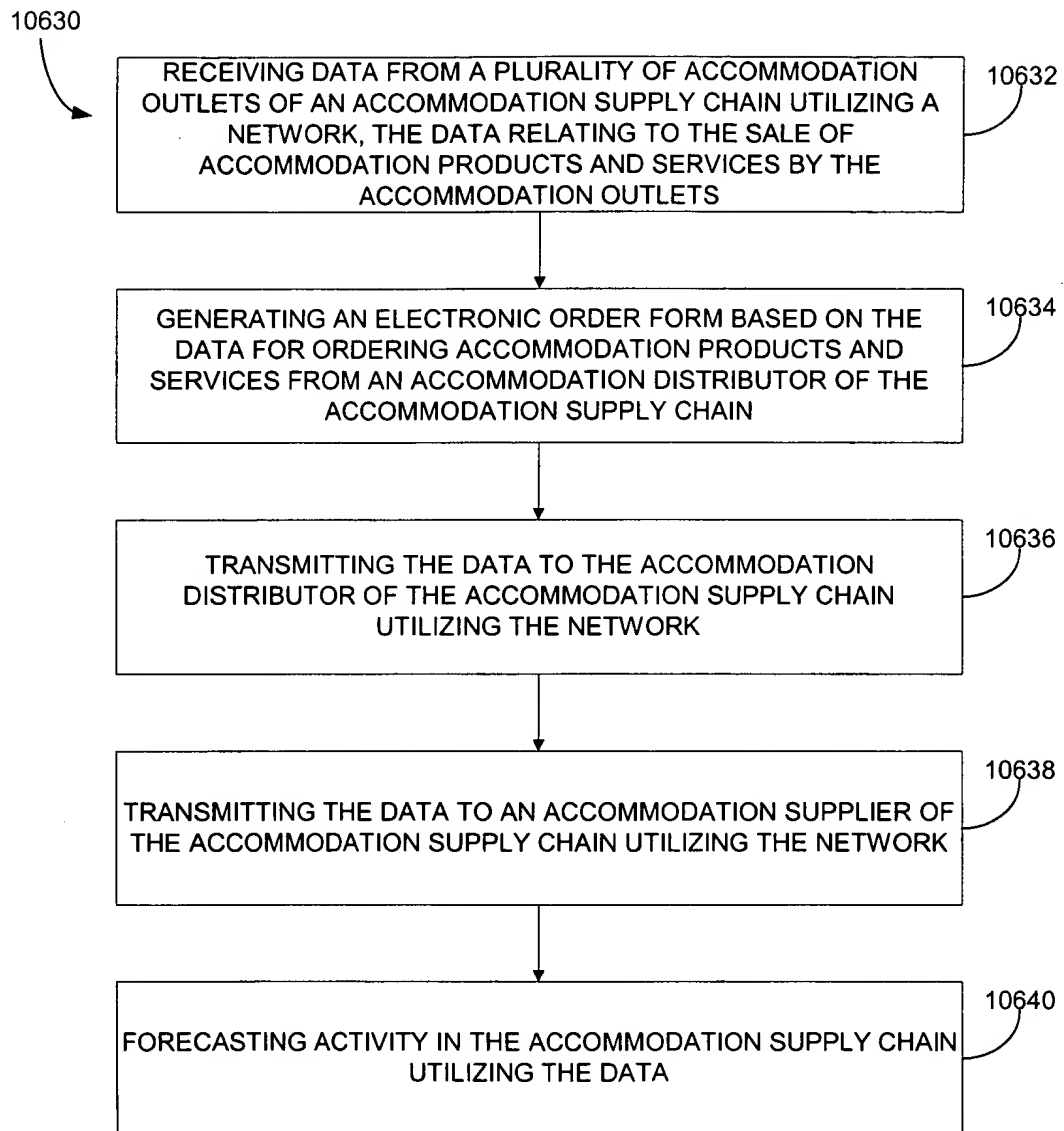 10630
RECEIVING DATA FROM A PLURALITY OF ACCOMMODATION
OUTLETS OF AN ACCOMMODATION SUPPLY CHAIN UTILIZING A
NETWORK, THE DATA RELATING TO THE SALE OF
ACCOMMODATION PRODUCTS AND SERVICES BY THE
ACCOMMODATION OUTLETS
10632
GENERATING AN ELECTRONIC ORDER FORM BASED ON THE
DATA FOR ORDERING ACCOMMODATION PRODUCTS AND
SERVICES FROM AN ACCOMMODATION DISTRIBUTOR OF THE
ACCOMMODATION SUPPLY CHAIN
10634
TRANSMITTING THE DATA TO THE ACCOMMODATION
DISTRIBUTOR OF THE ACCOMMODATION SUPPLY CHAIN
UTILIZING THE NETWORK
10636
TRANSMITTING THE DATA TO AN ACCOMMODATION SUPPLIER OF
THE ACCOMMODATION SUPPLY CHAIN UTILIZING THE NETWORK
10638
FORECASTING ACTIVITY IN THE ACCOMMODATION SUPPLY CHAIN
UTILIZING THE DATA
10640